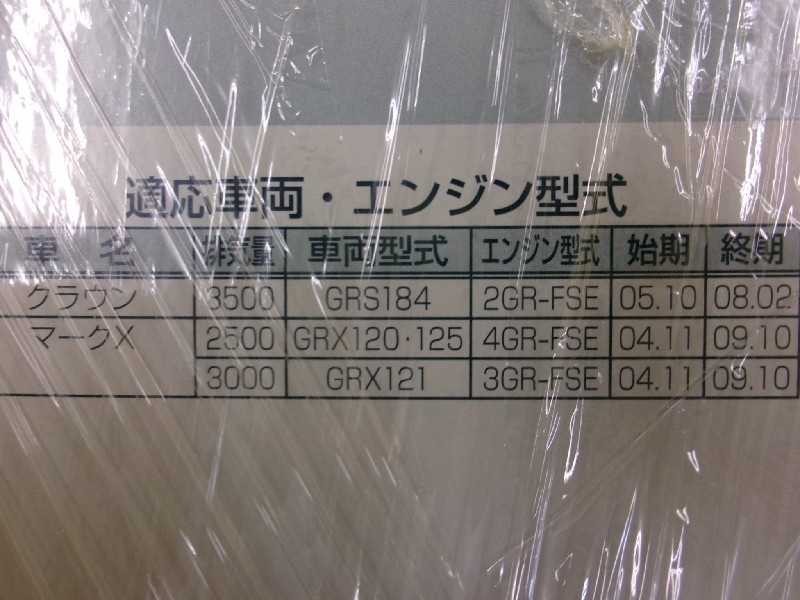 適応車両・エンジン型式
車名 排気量 車両型式 エンジン型式 始期 終期
クラウン 3500 GRS184 2GR-FSE 05.10 08.02
マークX 2500 GRX120・125 4GR-FSE 04.11 09.10
3000 GRX121 3GR-FSE 04.11 09.10